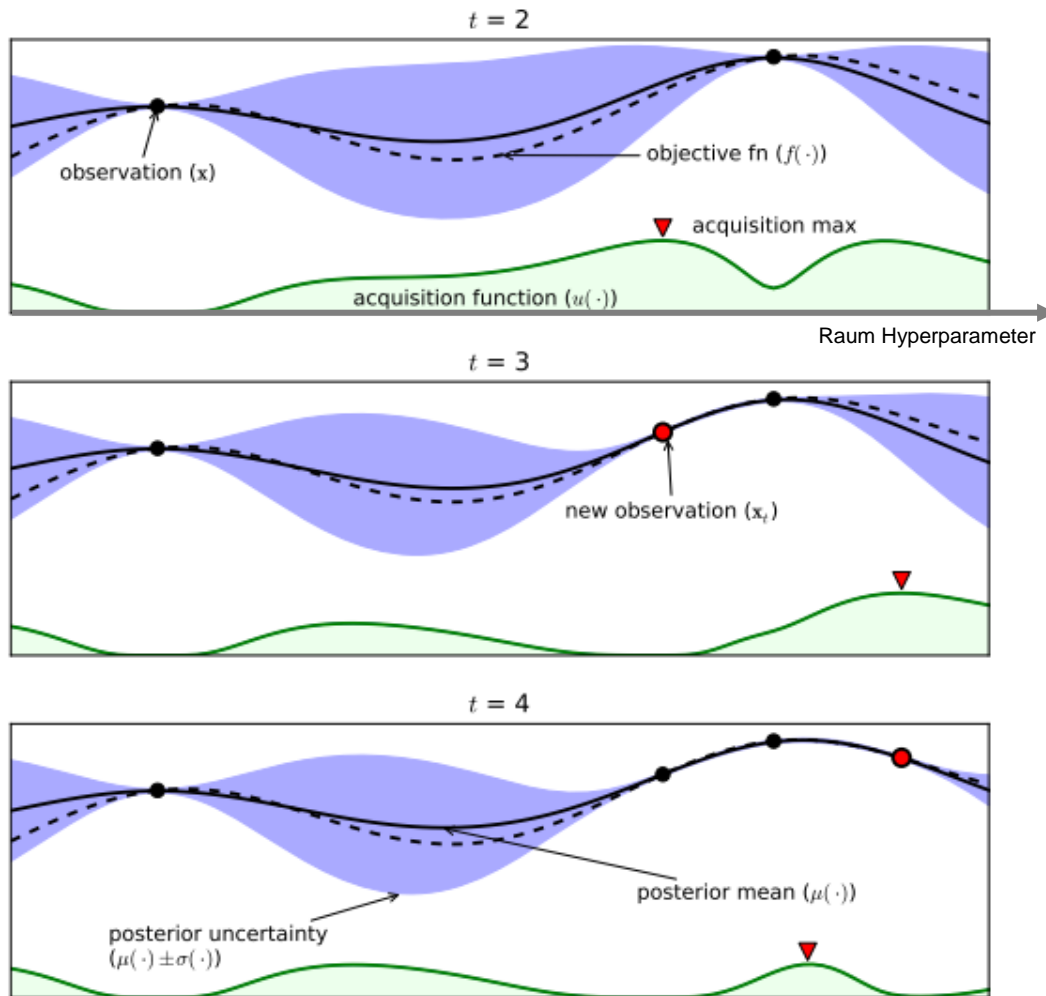 t = 2
observation (x)
objective fn (f(·))
acquisition max
acquisition function (u(·))
Raum Hyperparameter
t = 3
new observation (xₜ)
t = 4
posterior mean (μ(·))
posterior uncertainty
(μ(·) ± σ(·))